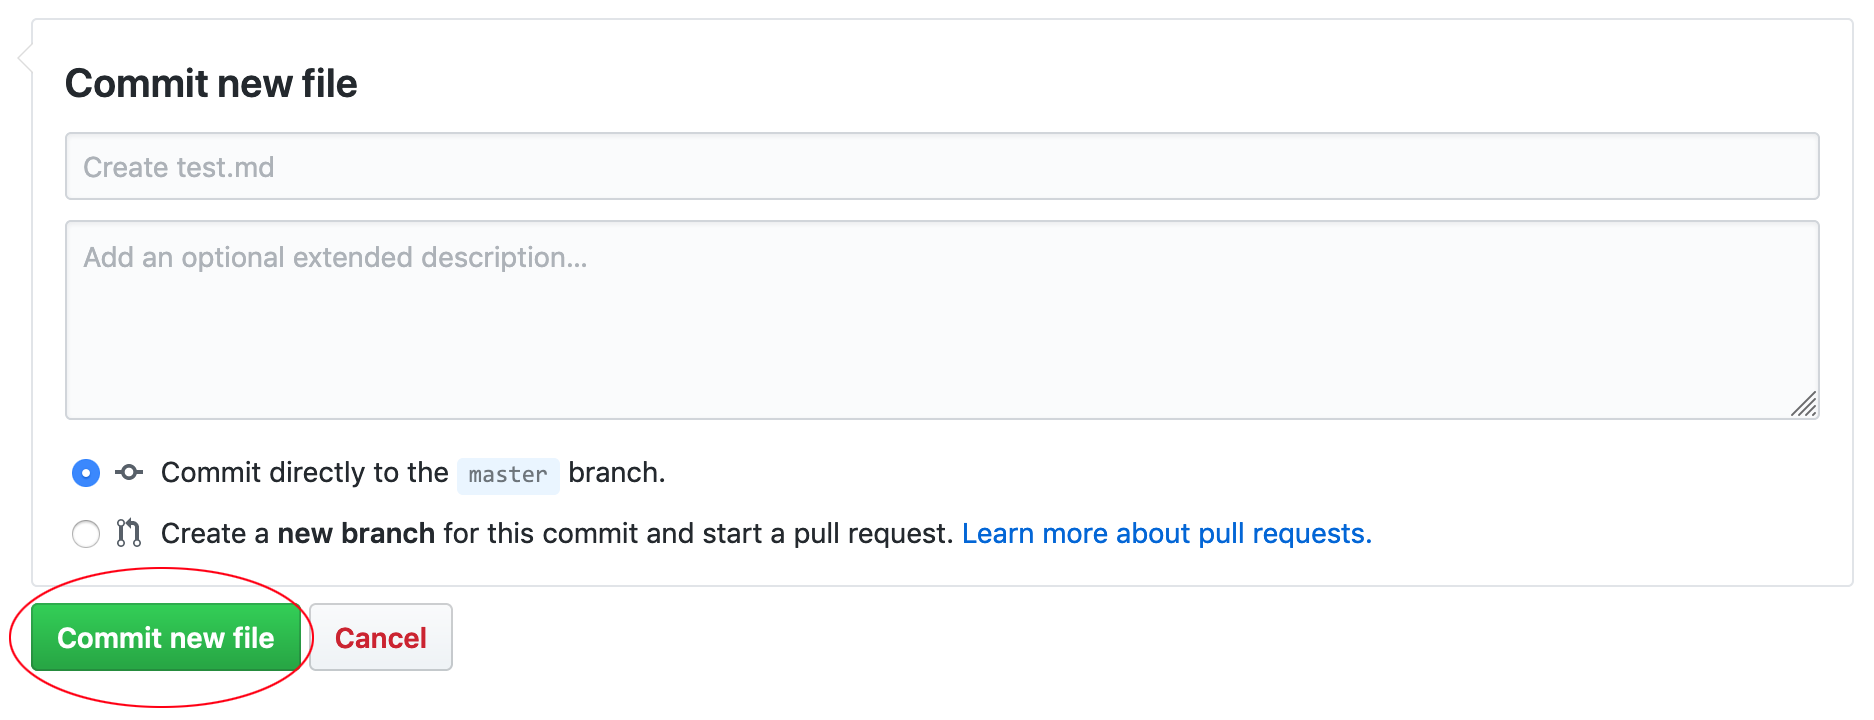 Commit new file
Create test.md
Add an optional extended description...
Commit directly to the master branch.
Create a new branch for this commit and start a pull request. Learn more about pull requests.
Commit new file Cancel